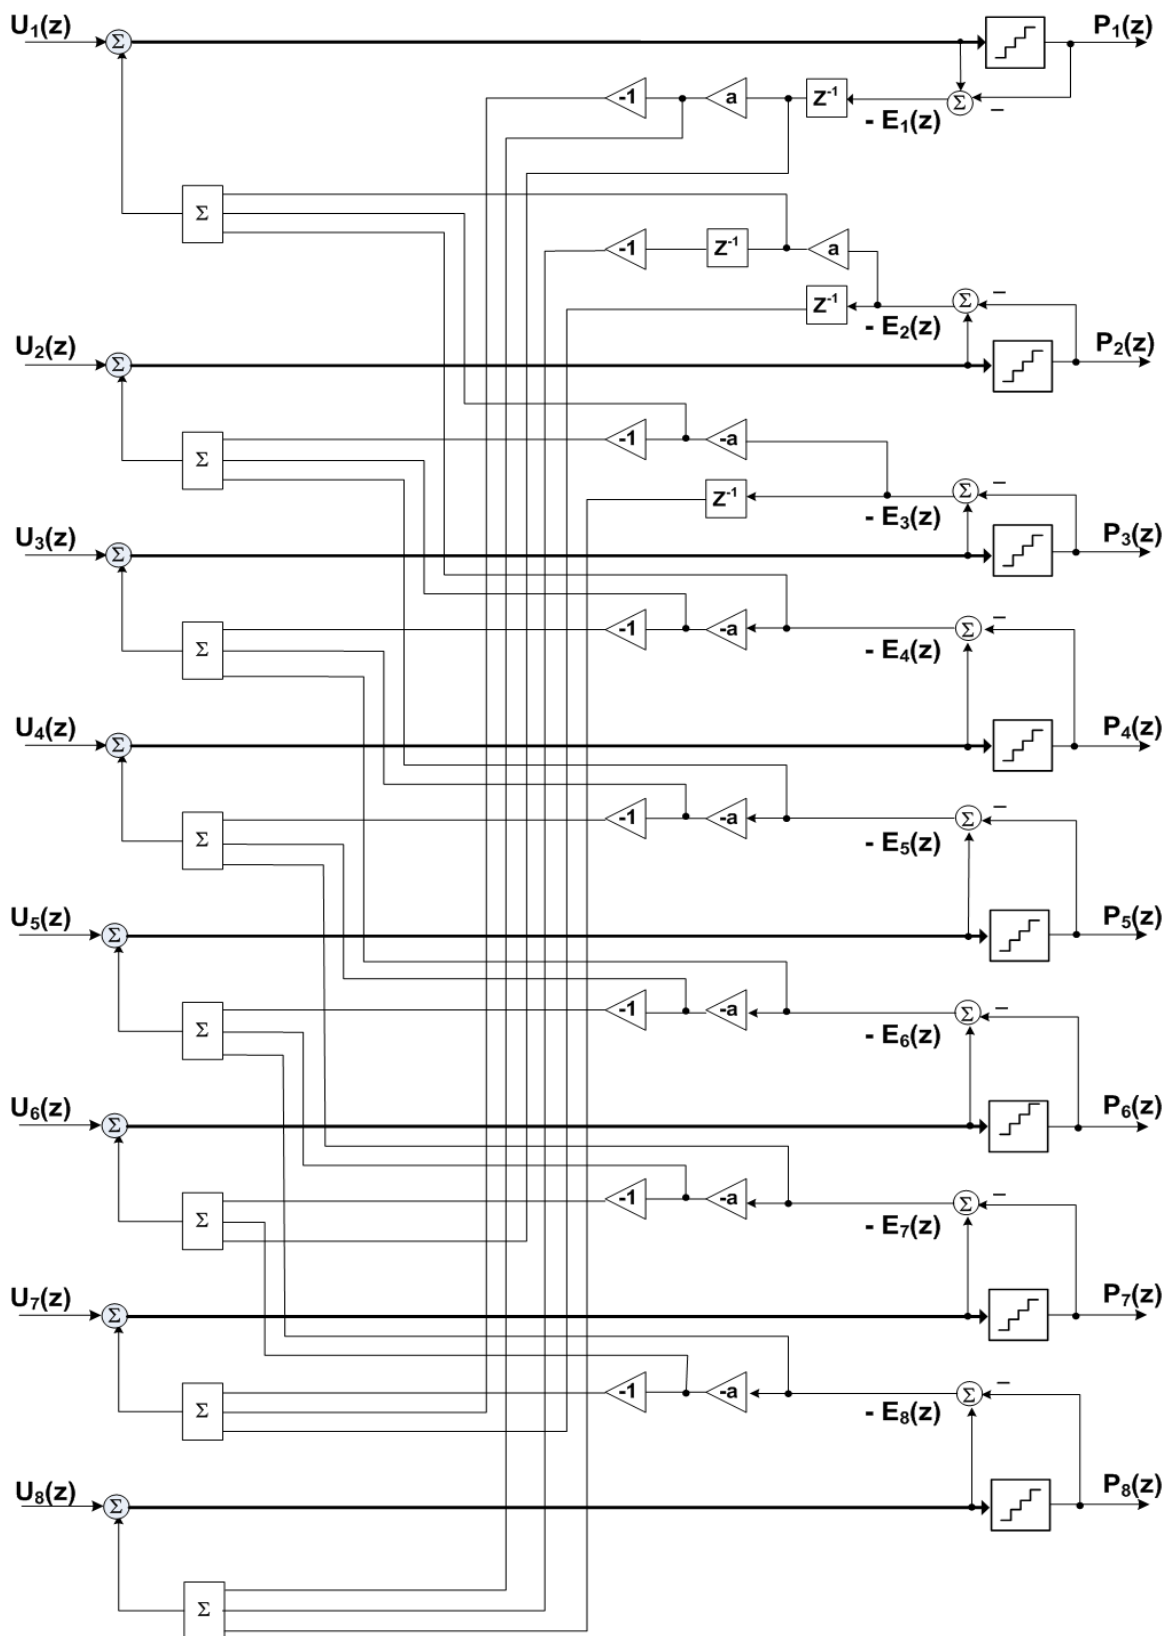 U₁(z) Σ P₁(z)
-1 a Z⁻¹ Σ –
- E₁(z)
Σ
-1 Z⁻¹ a
Z⁻¹ Σ –
- E₂(z)
U₂(z) Σ P₂(z)
Σ -1 -a
Z⁻¹ Σ –
- E₃(z)
U₃(z) Σ P₃(z)
Σ -1 -a Σ –
- E₄(z)
U₄(z) Σ P₄(z)
Σ -1 -a Σ –
- E₅(z)
U₅(z) Σ P₅(z)
Σ -1 -a Σ –
- E₆(z)
U₆(z) Σ P₆(z)
Σ -1 -a Σ –
- E₇(z)
U₇(z) Σ P₇(z)
Σ -1 -a Σ –
- E₈(z)
U₈(z) Σ P₈(z)
Σ